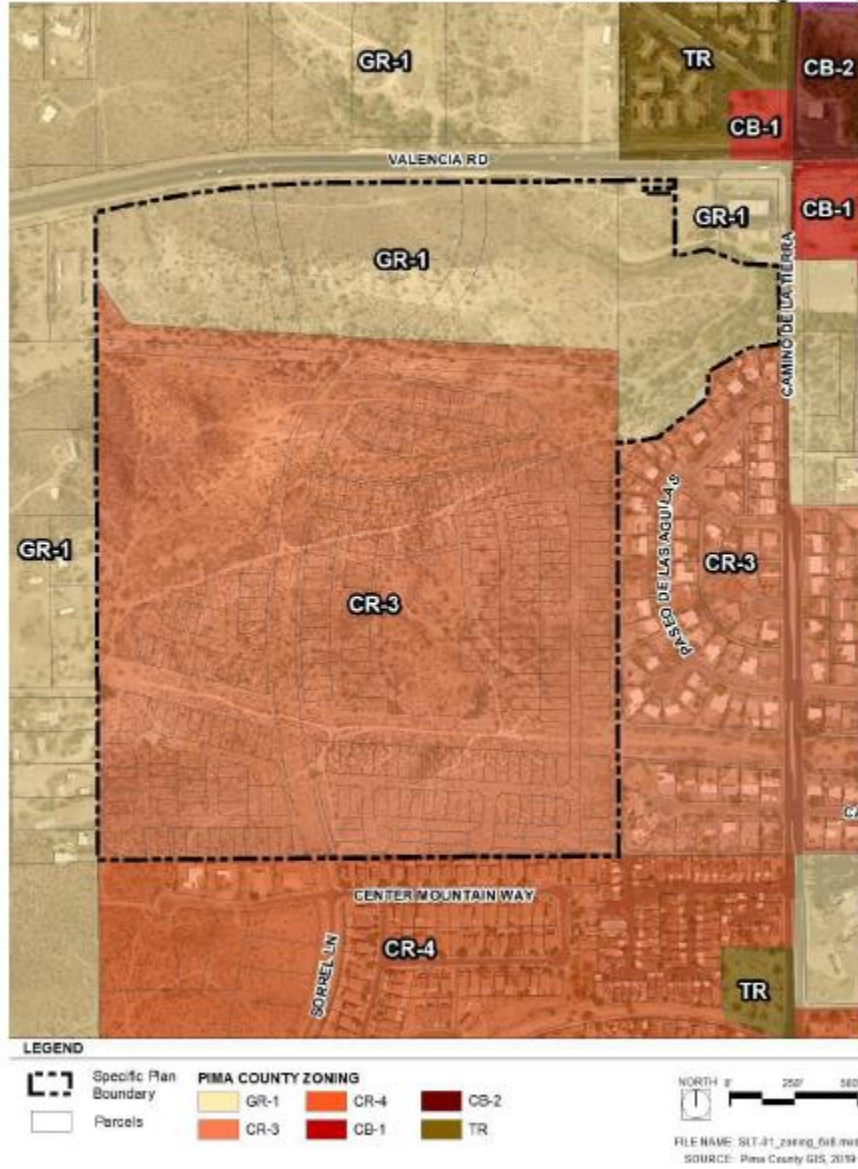 GR-1
TR
CB-2
CB-1
VALENCIA RD
GR-1
CB-1
GR-1
CAMINO DE LA TIERRA
GR-1
PASEO DE LAS AGUILAS
CR-3
CR-3
CENTER MOUNTAIN WAY
SORREL LN
CR-4
TR
LEGEND
Specific Plan
Boundary
Parcels
PIMA COUNTY ZONING
GR-1
CR-4
CB-2
CR-3
CB-1
TR
NORTH
0' 250'
SOURCE: Pima County GIS, 2019